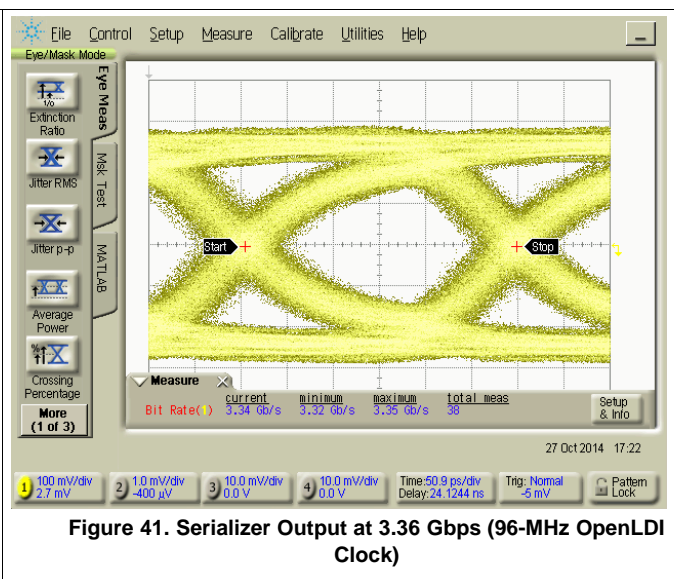 File Control Setup Measure Calibrate Utilities Help
Eye/Mask Mode
Extinction
Ratio
Jitter RMS
Jitter p-p
Average
Power
Crossing
Percentage
More
(1 of 3)
Eye Meas
Msk Test
MATLAB
Start
Stop
Measure
current minimum maximum total meas
Bit Rate(1) 3.34 Gb/s 3.32 Gb/s 3.35 Gb/s 38
Setup
& Info
27 Oct 2014 17:22
1 100 mV/div
2.7 mV
2 1.0 mV/div
-400 µV
3 10.0 mV/div
0.0 V
4 10.0 mV/div
0.0 V
Time:50.9 ps/div
Delay:24.1244 ns
Trig: Normal
-5 mV
Pattern
Lock
Figure 41. Serializer Output at 3.36 Gbps (96-MHz OpenLDI
Clock)